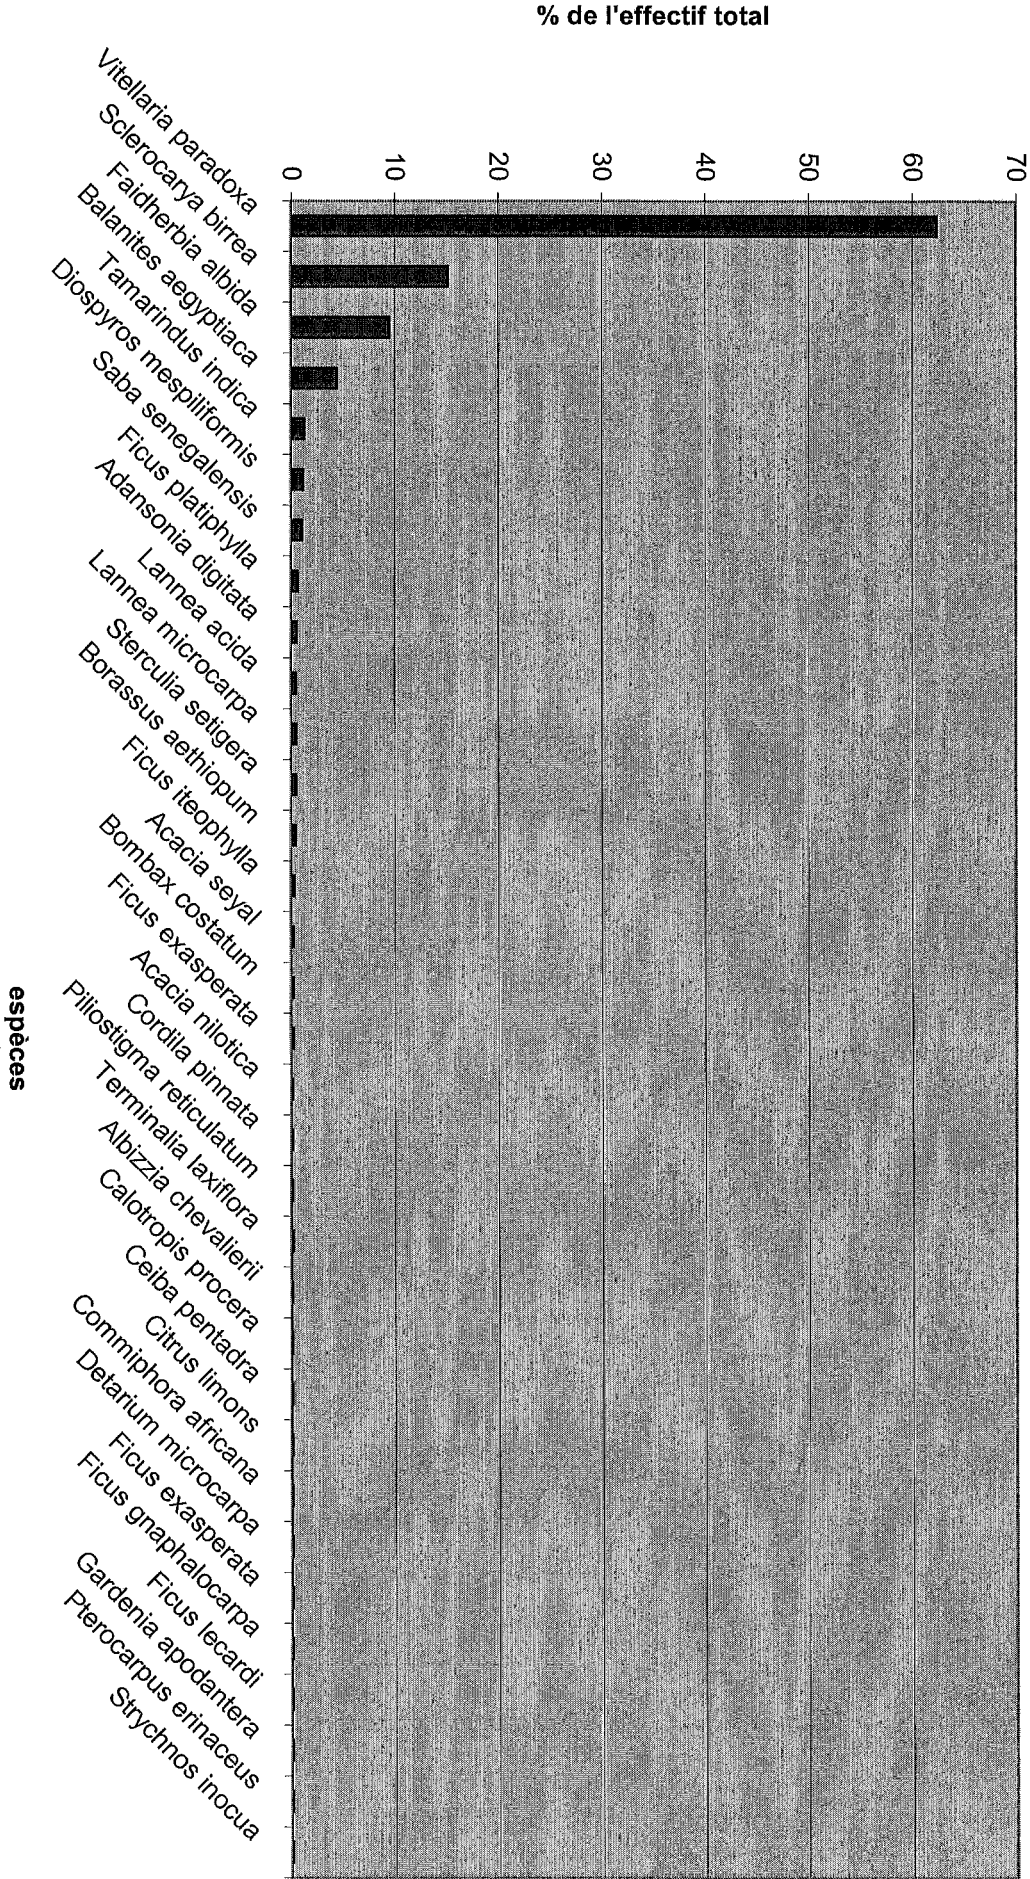 % de l'effectif total
70
60
50
40
30
20
10
0
Vitellaria paradoxa
Sclerocarya birrea
Faidherbia albida
Balanites aegyptiaca
Tamarindus indica
Diospyros mespiliformis
Saba senegalensis
Ficus platiphylla
Adansonia digitata
Lannea acida
Lannea microcarpa
Sterculia setigera
Borassus aethiopum
Ficus iteophylla
Acacia seyal
Bombax costatum
Ficus exasperata
Acacia nilotica
Cordila pinnata
Piliostigma reticulatum
Terminalia laxiflora
Albizzia chevalierii
Calotropis procera
Ceiba pentadra
Citrus limons
Commiphora africana
Detarium microcarpa
Ficus exasperata
Ficus gnaphalocarpa
Ficus lecardi
Gardenia apodantera
Pterocarpus erinaceus
Strychnos inocua
espèces